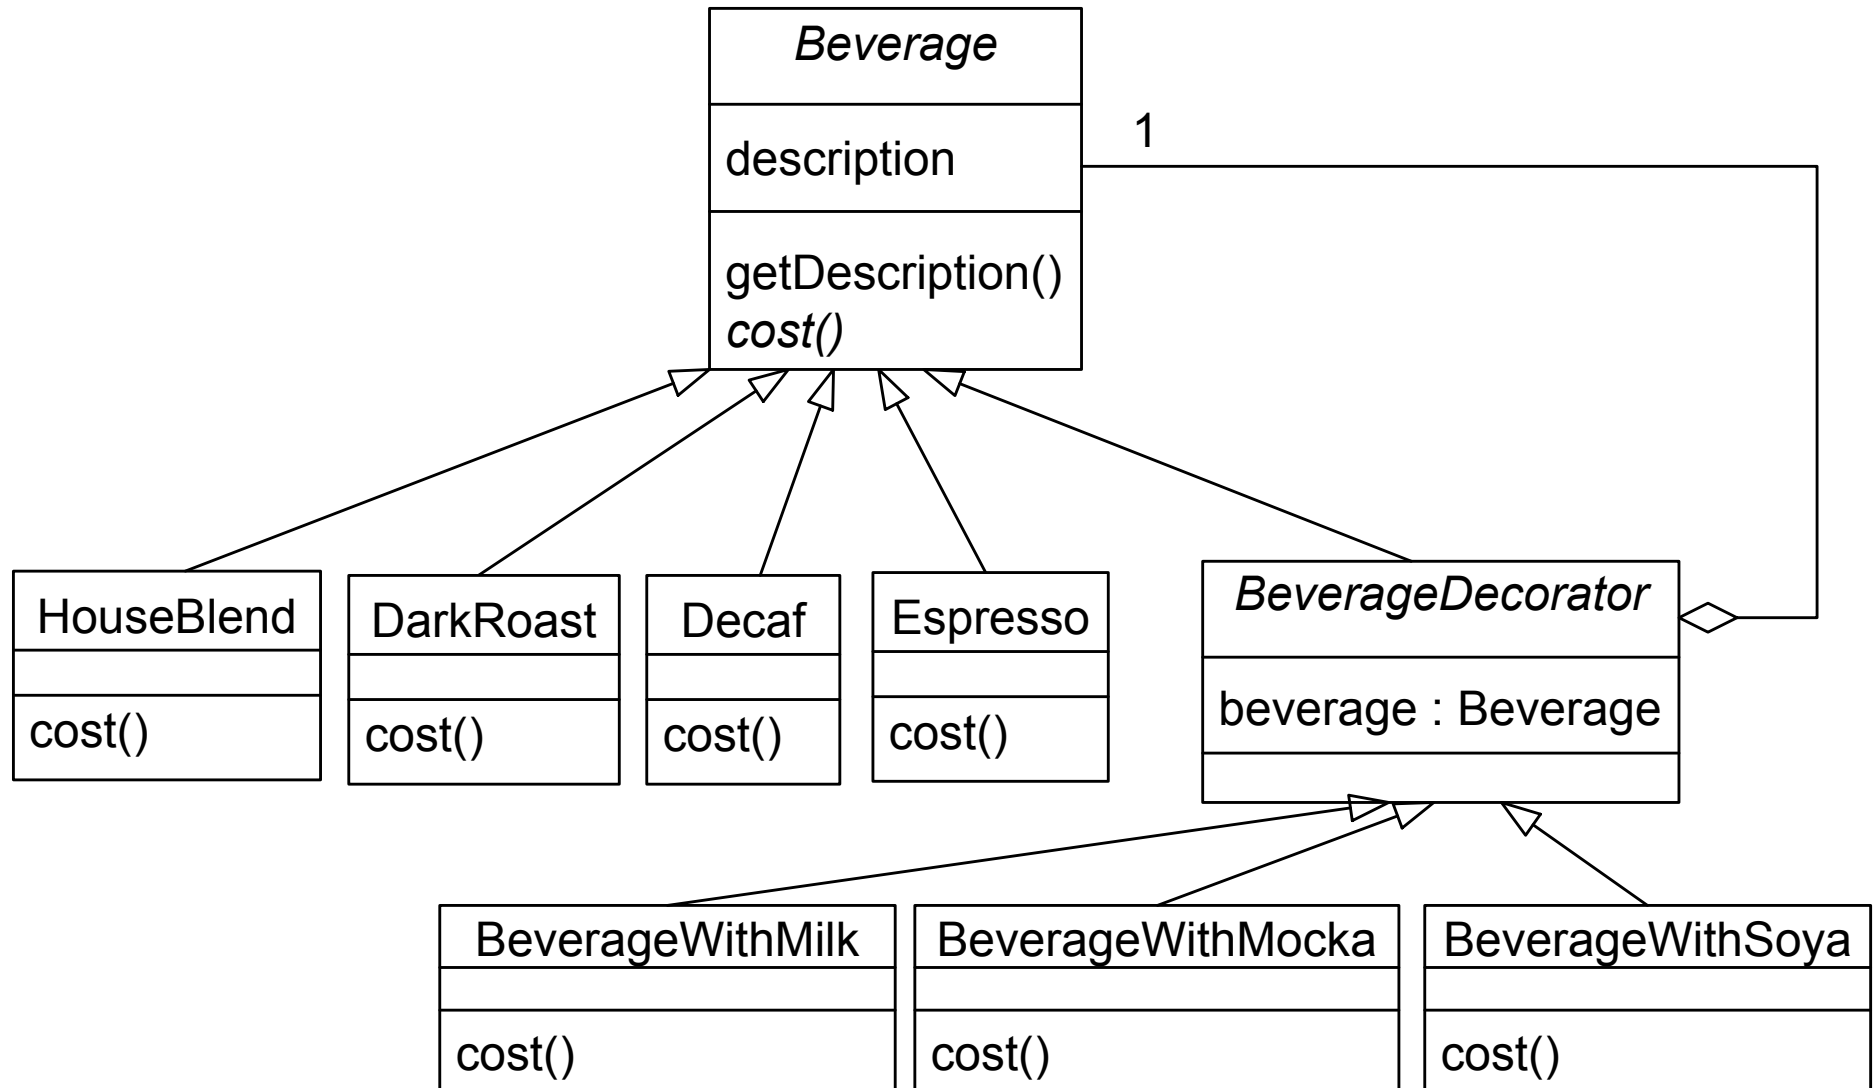 Beverage
description
1
getDescription()
cost()
HouseBlend
cost()
DarkRoast
cost()
Decaf
cost()
Espresso
cost()
BeverageDecorator
beverage : Beverage
BeverageWithMilk
cost()
BeverageWithMocka
cost()
BeverageWithSoya
cost()